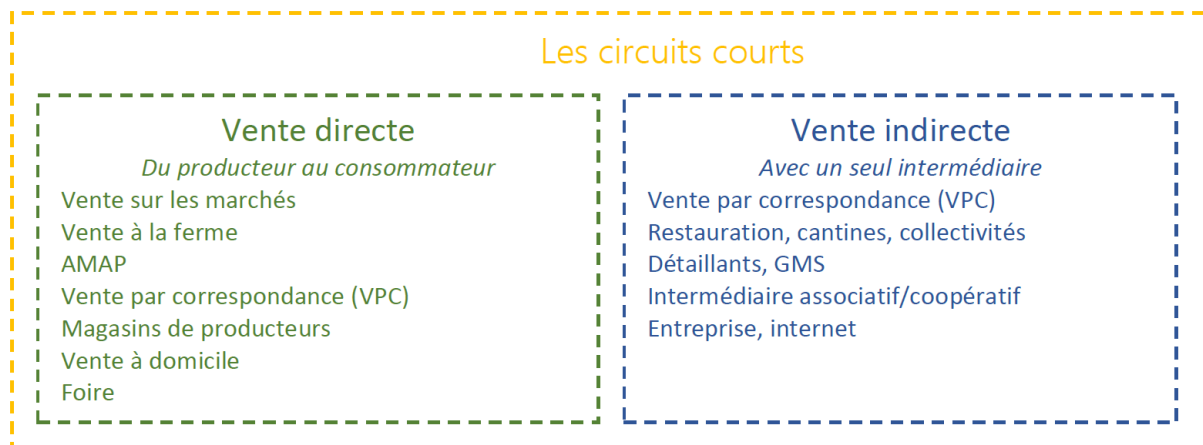 Les circuits courts
Vente directe
Du producteur au consommateur
Vente sur les marchés
Vente à la ferme
AMAP
Vente par correspondance (VPC)
Magasins de producteurs
Vente à domicile
Foire
Vente indirecte
Avec un seul intermédiaire
Vente par correspondance (VPC)
Restauration, cantines, collectivités
Détaillants, GMS
Intermédiaire associatif/coopératif
Entreprise, internet